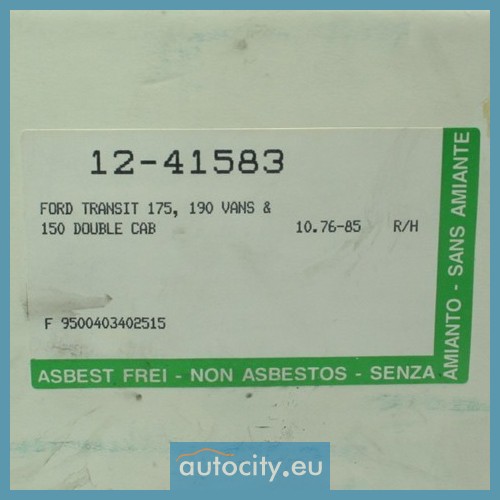 12-41583
FORD TRANSIT 175, 190 VANS &
150 DOUBLE CAB 10.76-85 R/H
F 9500403402515
ASBEST FREI - NON ASBESTOS - SENZA
AMIANTO - SANS AMIANTE
autocity.eu